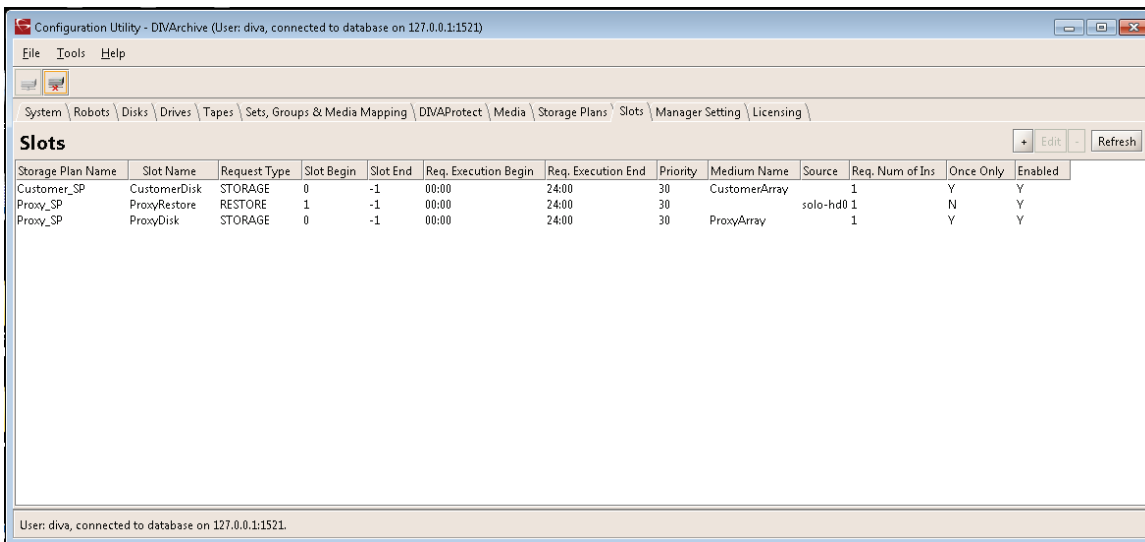 Configuration Utility - DIVArchive (User: diva, connected to database on 127.0.0.1:1521)
File Tools Help
System Robots Disks Drives Tapes Sets, Groups & Media Mapping DIVAProtect Media Storage Plans Slots Manager Setting Licensing
Slots + Edit - Refresh
Storage Plan Name Slot Name Request Type Slot Begin Slot End Req. Execution Begin Req. Execution End Priority Medium Name Source Req. Num of Ins Once Only Enabled
Customer_SP CustomerDisk STORAGE 0 -1 00:00 24:00 30 CustomerArray 1 Y Y
Proxy_SP ProxyRestore RESTORE 1 -1 00:00 24:00 30 solo-hd0 1 N Y
Proxy_SP ProxyDisk STORAGE 0 -1 00:00 24:00 30 ProxyArray 1 Y Y
User: diva, connected to database on 127.0.0.1:1521.